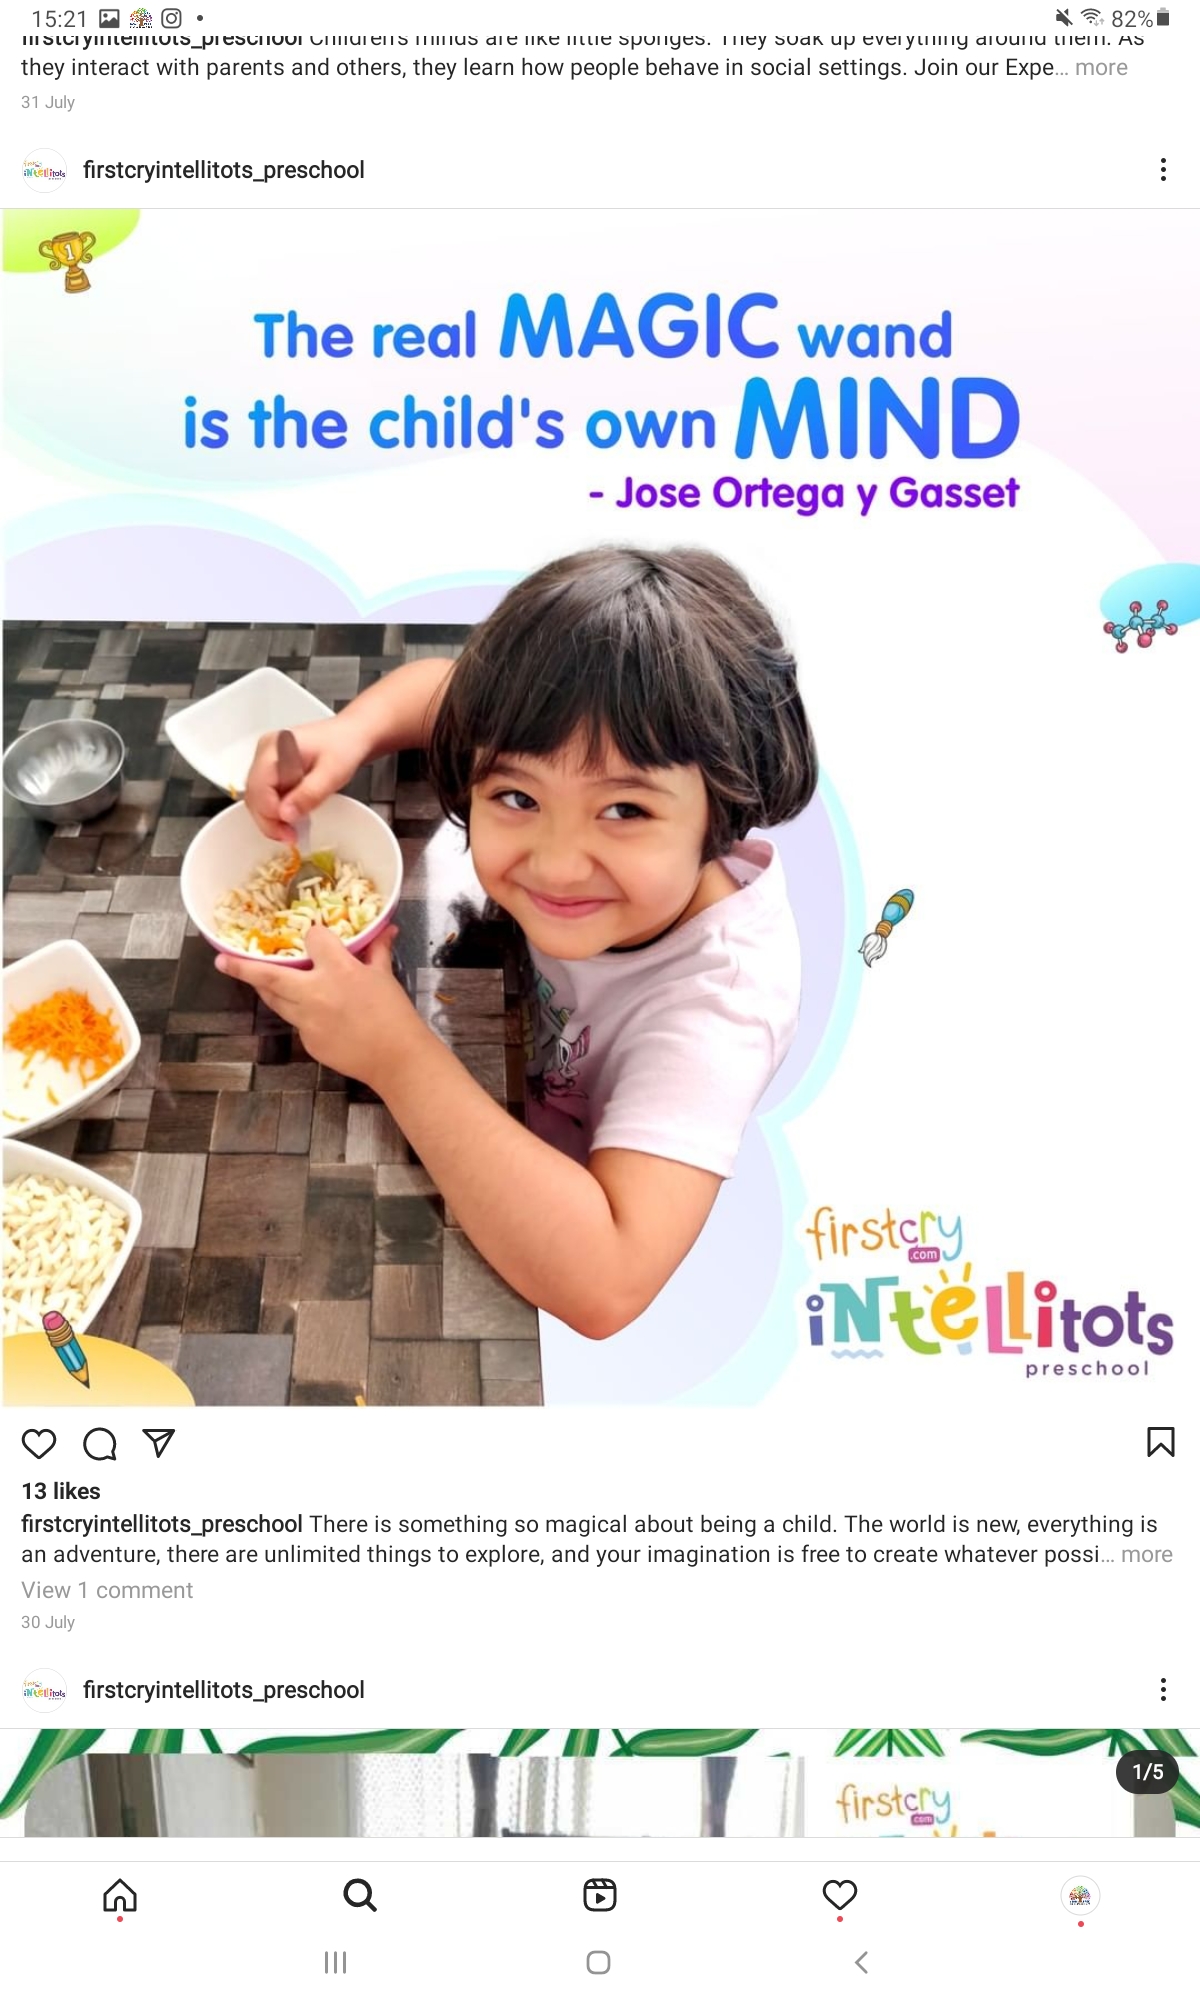 15:21
82%
firstcryintellitots_preschool Children's minds are like little sponges. They soak up everything around them. As
they interact with parents and others, they learn how people behave in social settings. Join our Expe... more
31 July
firstcryintellitots_preschool
1
The real MAGIC wand
is the child's own MIND
- Jose Ortega y Gasset
firstcry
.com
iNtellitots
preschool
13 likes
firstcryintellitots_preschool There is something so magical about being a child. The world is new, everything is
an adventure, there are unlimited things to explore, and your imagination is free to create whatever possi... more
View 1 comment
30 July
firstcryintellitots_preschool
1/5
firstcry
.com